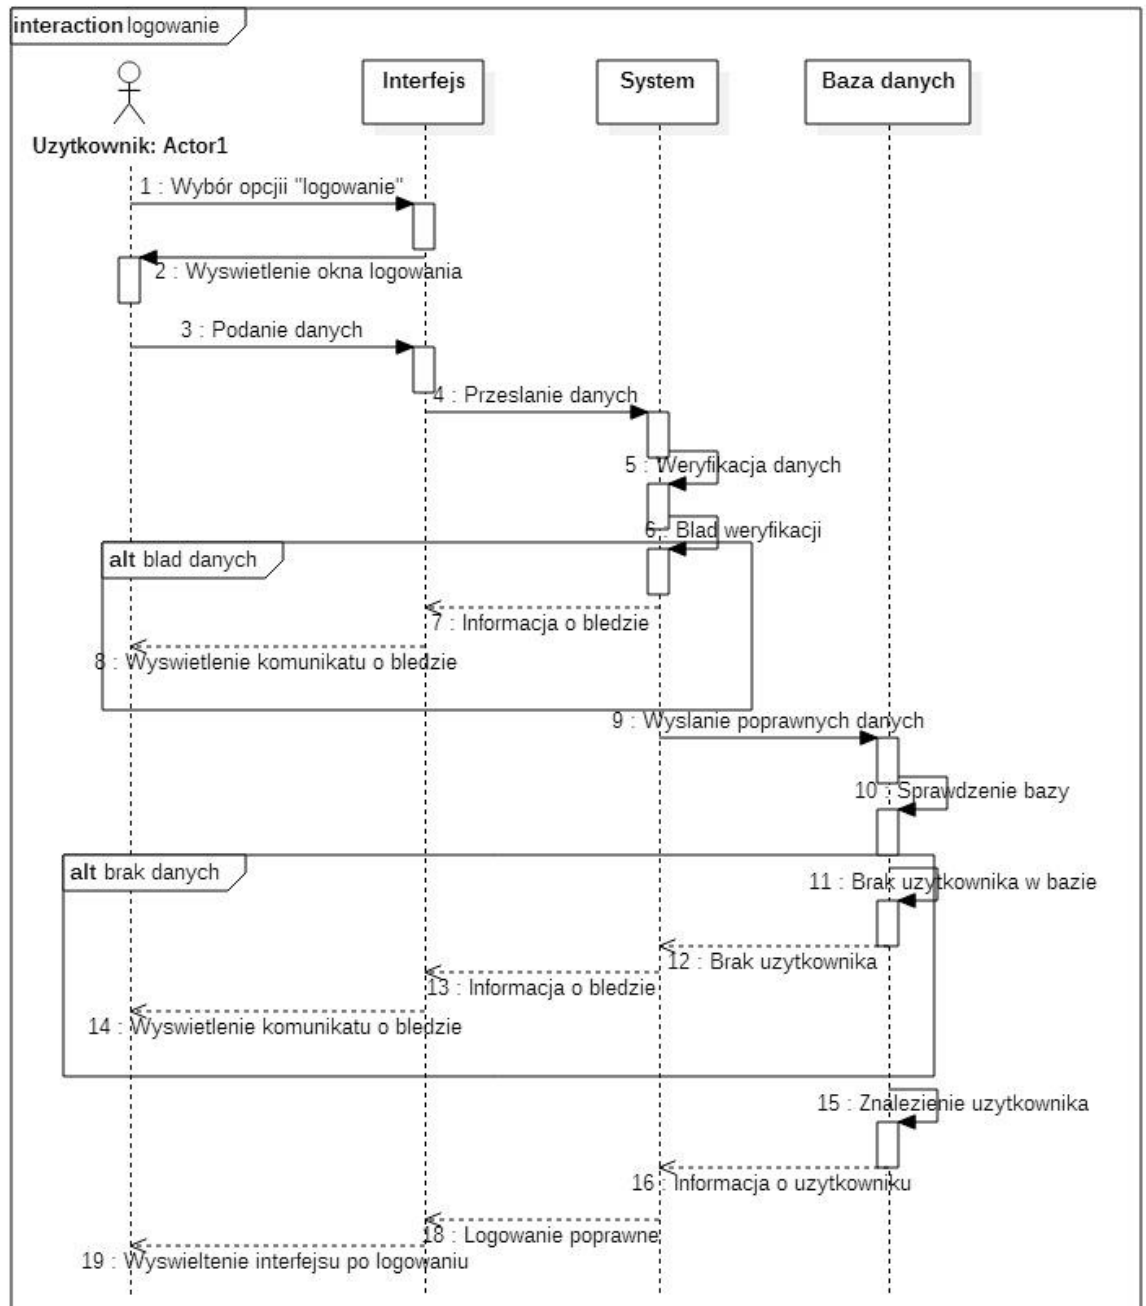 interaction logowanie
Interfejs
System
Baza danych
Uzytkownik: Actor1
1 : Wybór opcjii "logowanie"
2 : Wyswietlenie okna logowania
3 : Podanie danych
4 : Przeslanie danych
5 : Weryfikacja danych
6 : Blad weryfikacji
alt blad danych
7 : Informacja o bledzie
8 : Wyswietlenie komunikatu o bledzie
9 : Wyslanie poprawnych danych
10 : Sprawdzenie bazy
alt brak danych
11 : Brak uzytkownika w bazie
12 : Brak uzytkownika
13 : Informacja o bledzie
14 : Wyswietlenie komunikatu o bledzie
15 : Znalezienie uzytkownika
16 : Informacja o uzytkowniku
18 : Logowanie poprawne
19 : Wyswieltenie interfejsu po logowaniu